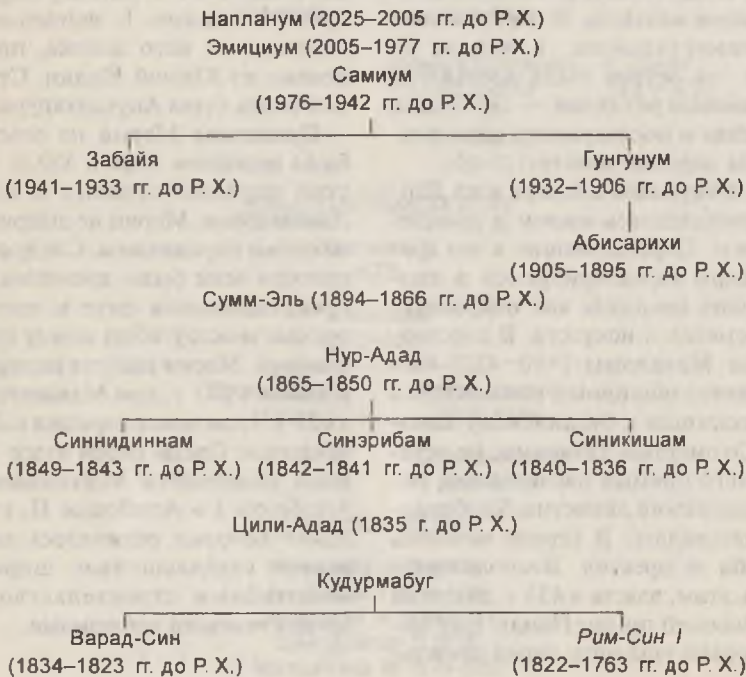 Напланум (2025–2005 гг. до Р. Х.)
Эмициум (2005–1977 гг. до Р. Х.)
Самиум
(1976–1942 гг. до Р. Х.)
Забайя Гунгунум
(1941–1933 гг. до Р. Х.) (1932–1906 гг. до Р. Х.)
Абисарихи
(1905–1895 гг. до Р. Х.)
Сумм-Эль (1894–1866 гг. до Р. Х.)
Нур-Адад
(1865–1850 гг. до Р. Х.)
Синнидиннам Синэрибам Синикишам
(1849–1843 гг. до Р. Х.) (1842–1841 гг. до Р. Х.) (1840–1836 гг. до Р. Х.)
Цили-Адад (1835 г. до Р. Х.)
Кудурмабуг
Варад-Син Рим-Син I
(1834–1823 гг. до Р. Х.) (1822–1763 гг. до Р. Х.)